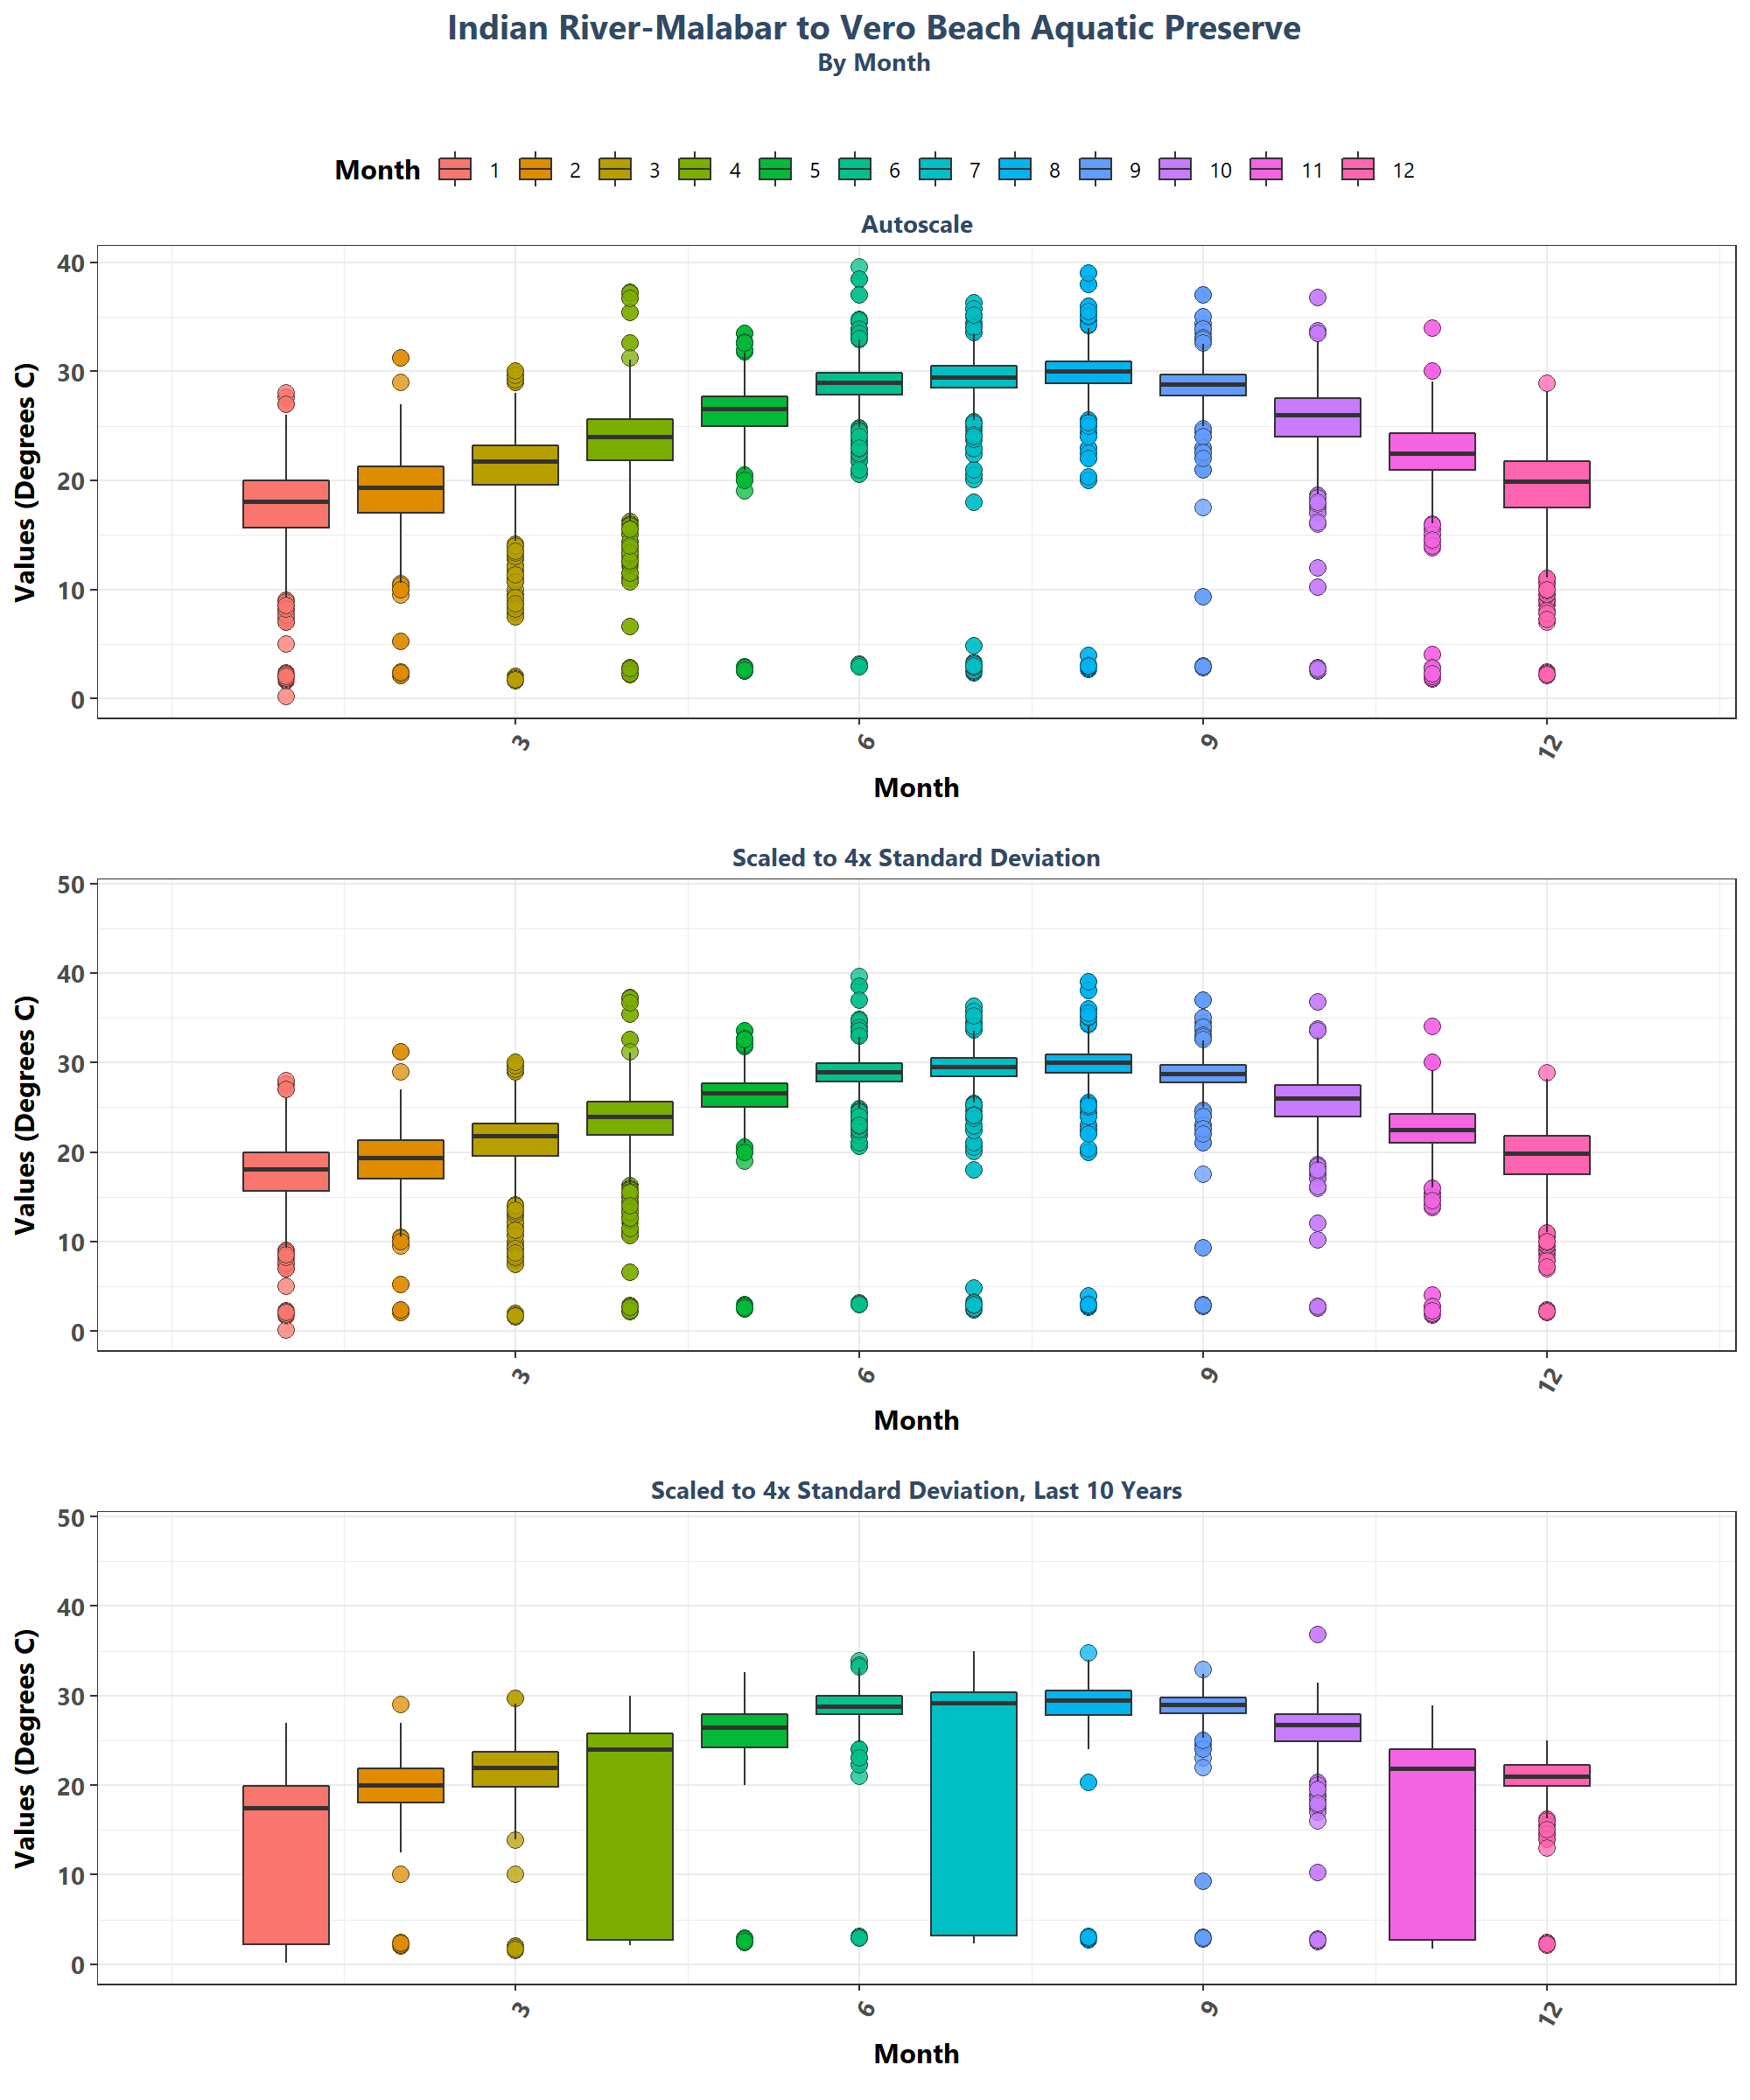 Indian River-Malabar to Vero Beach Aquatic Preserve
By Month
Month 1 2 3 4 5 6 7 8 9 10 11 12
Autoscale
Values (Degrees C)
40
30
20
10
0
3 6 9 12
Month
Scaled to 4x Standard Deviation
Values (Degrees C)
50
40
30
20
10
0
3 6 9 12
Month
Scaled to 4x Standard Deviation, Last 10 Years
Values (Degrees C)
50
40
30
20
10
0
3 6 9 12
Month